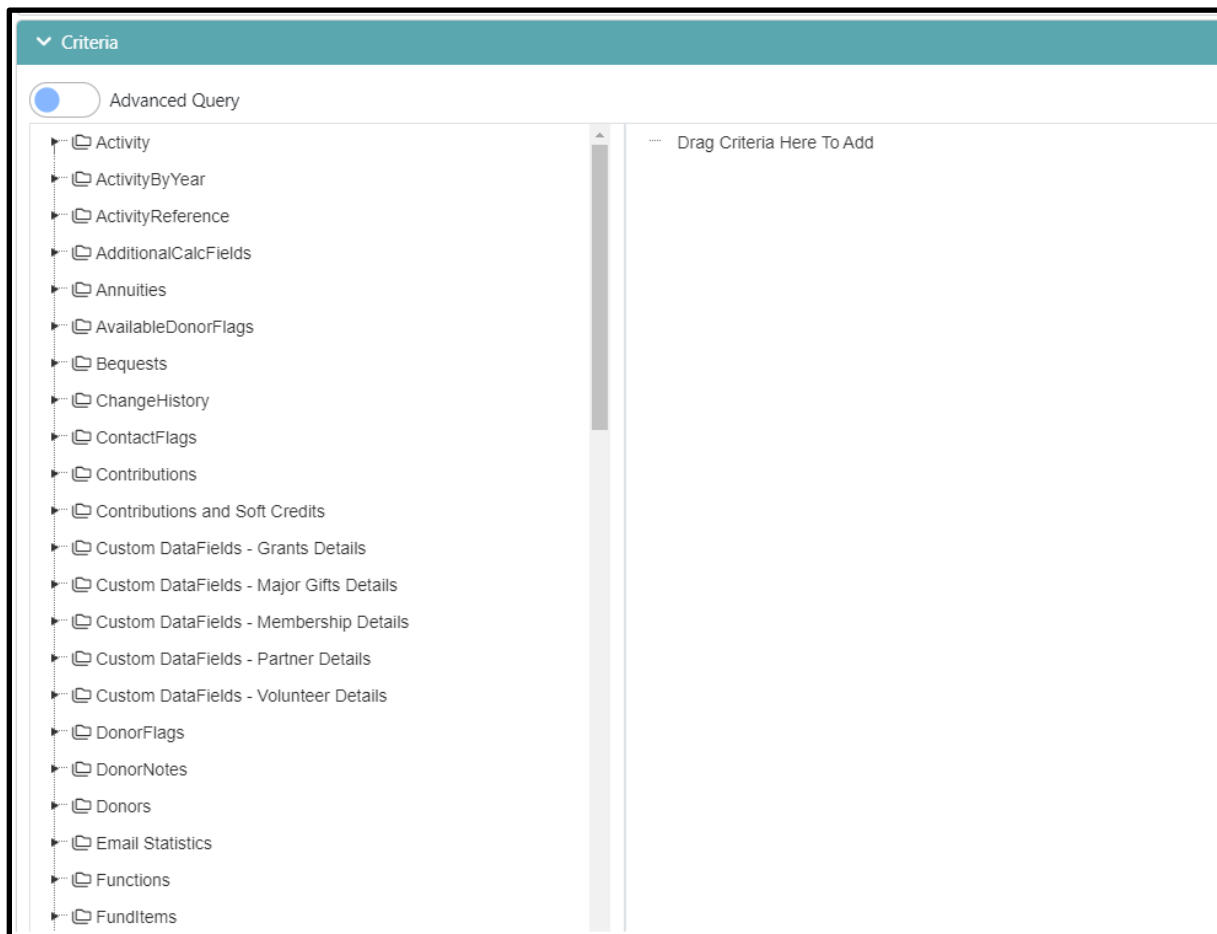 Criteria
Advanced Query
Activity
ActivityByYear
ActivityReference
AdditionalCalcFields
Annuities
AvailableDonorFlags
Bequests
ChangeHistory
ContactFlags
Contributions
Contributions and Soft Credits
Custom DataFields - Grants Details
Custom DataFields - Major Gifts Details
Custom DataFields - Membership Details
Custom DataFields - Partner Details
Custom DataFields - Volunteer Details
DonorFlags
DonorNotes
Donors
Email Statistics
Functions
FundItems
Drag Criteria Here To Add